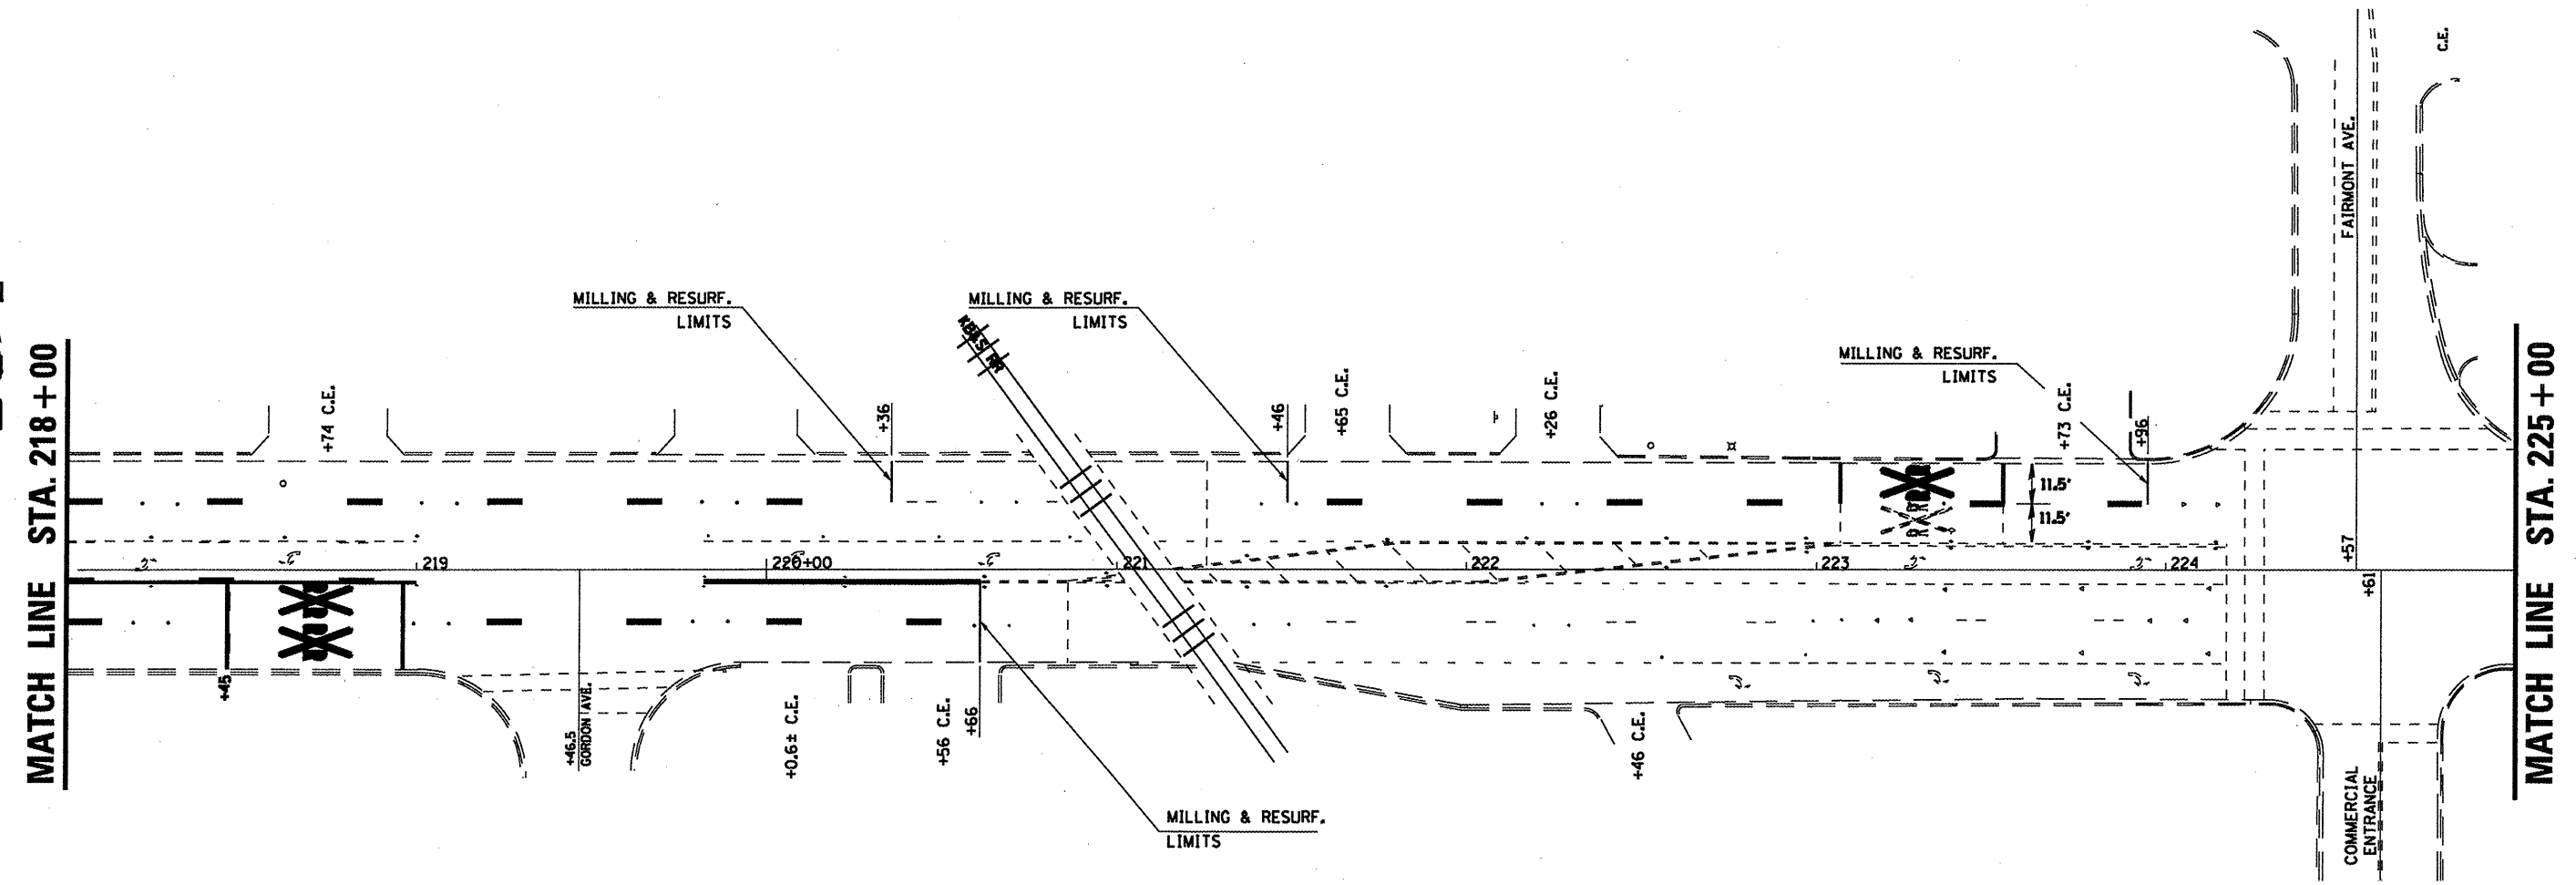 MATCH LINE STA. 218+00
+74 C.E.
MILLING & RESURF.
LIMITS
+36
MILLING & RESURF.
LIMITS
+46
+65 C.E.
+26 C.E.
MILLING & RESURF.
LIMITS
+73 C.E.
+96
11.5'
11.5'
FAIRMONT AVE.
C.E.
219
220+00
221
222
223
224
+57
+61
+45
+46.5
GORDON AVE.
+0.6± C.E.
+56 C.E.
+66
+46 C.E.
MILLING & RESURF.
LIMITS
COMMERCIAL
ENTRANCE
MATCH LINE STA. 225+00